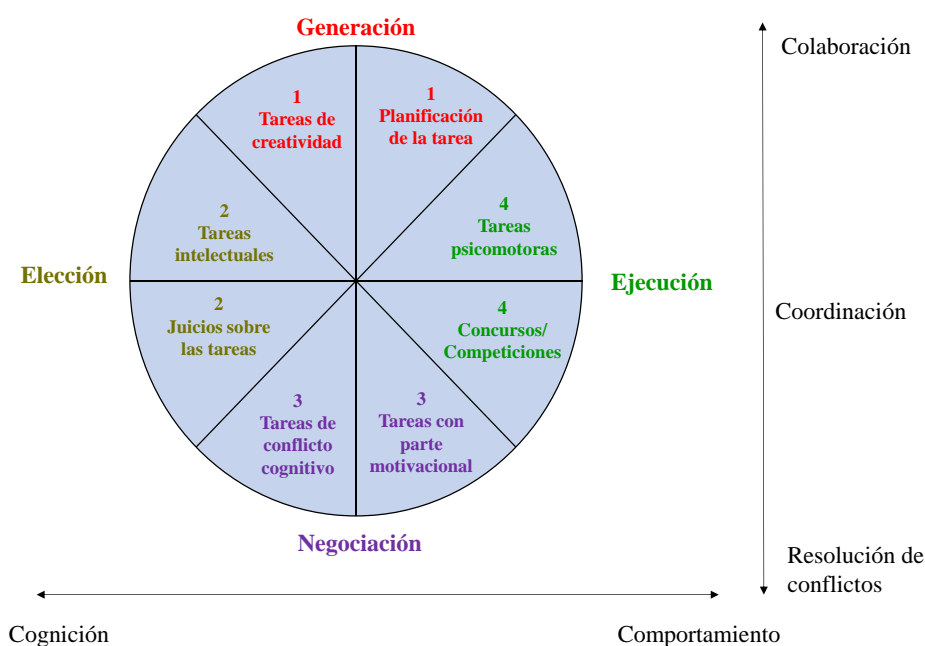 Generación
Colaboración
1
Tareas de
creatividad
1
Planificación
de la tarea
2
Tareas
intelectuales
4
Tareas
psicomotoras
Elección
Ejecución
Coordinación
2
Juicios sobre
las tareas
4
Concursos/
Competiciones
3
Tareas de
conflicto
cognitivo
3
Tareas con
parte
motivacional
Negociación
Resolución de
conflictos
Cognición
Comportamiento